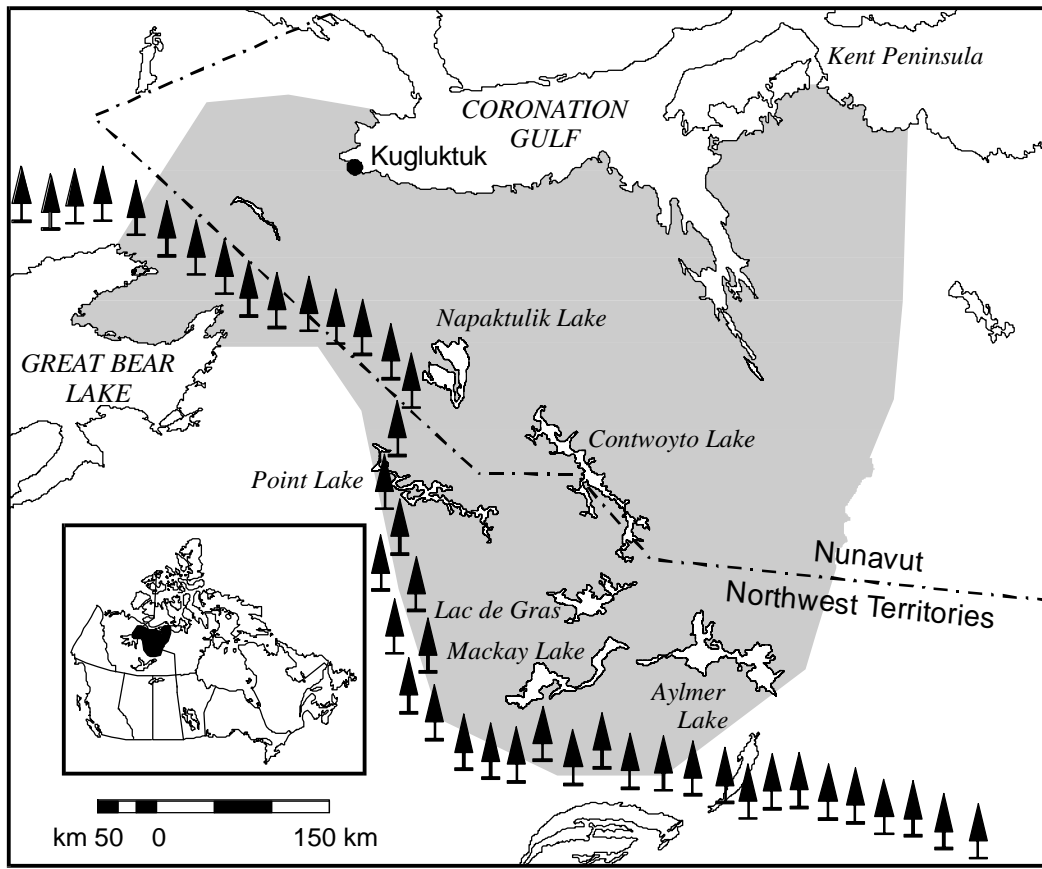 Kent Peninsula
CORONATION
GULF
Kugluktuk
Napaktulik Lake
GREAT BEAR
LAKE
Contwoyto Lake
Point Lake
Nunavut
Northwest Territories
Lac de Gras
Mackay Lake
Aylmer
Lake
km 50 0 150 km